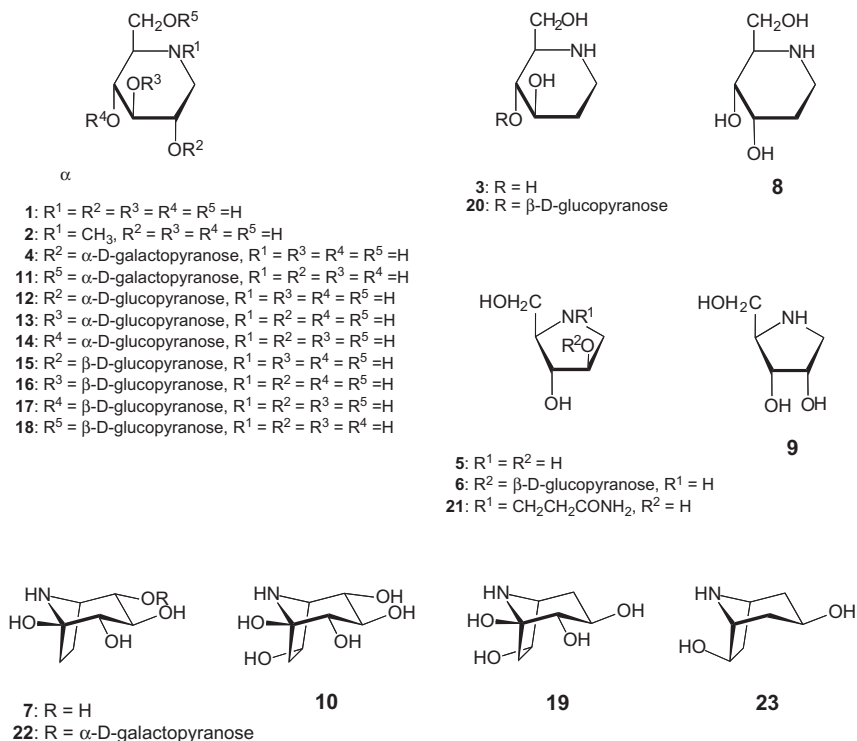 CH₂OR⁵
NR¹
OR³
R⁴O
OR²
α
1: R¹ = R² = R³ = R⁴ = R⁵ =H
2: R¹ = CH₃, R² = R³ = R⁴ = R⁵ =H
4: R² = α-D-galactopyranose, R¹ = R³ = R⁴ = R⁵ =H
11: R⁵ = α-D-galactopyranose, R¹ = R² = R³ = R⁴ =H
12: R² = α-D-glucopyranose, R¹ = R³ = R⁴ = R⁵ =H
13: R³ = α-D-glucopyranose, R¹ = R² = R⁴ = R⁵ =H
14: R⁴ = α-D-glucopyranose, R¹ = R² = R³ = R⁵ =H
15: R² = β-D-glucopyranose, R¹ = R³ = R⁴ = R⁵ =H
16: R³ = β-D-glucopyranose, R¹ = R² = R⁴ = R⁵ =H
17: R⁴ = β-D-glucopyranose, R¹ = R² = R³ = R⁵ =H
18: R⁵ = β-D-glucopyranose, R¹ = R² = R³ = R⁴ =H
CH₂OH
NH
OH
RO
3: R = H
20: R = β-D-glucopyranose
CH₂OH
NH
HO
OH
8
HOH₂C
NR¹
R²O
OH
5: R¹ = R² = H
6: R² = β-D-glucopyranose, R¹ = H
21: R¹ = CH₂CH₂CONH₂, R² = H
HOH₂C
NH
OH
OH
9
HN
OR
HO
OH
OH
7: R = H
22: R = α-D-galactopyranose
HN
OH
HO
OH
OH
HO
10
HN
HO
OH
OH
HO
19
HN
OH
HO
23